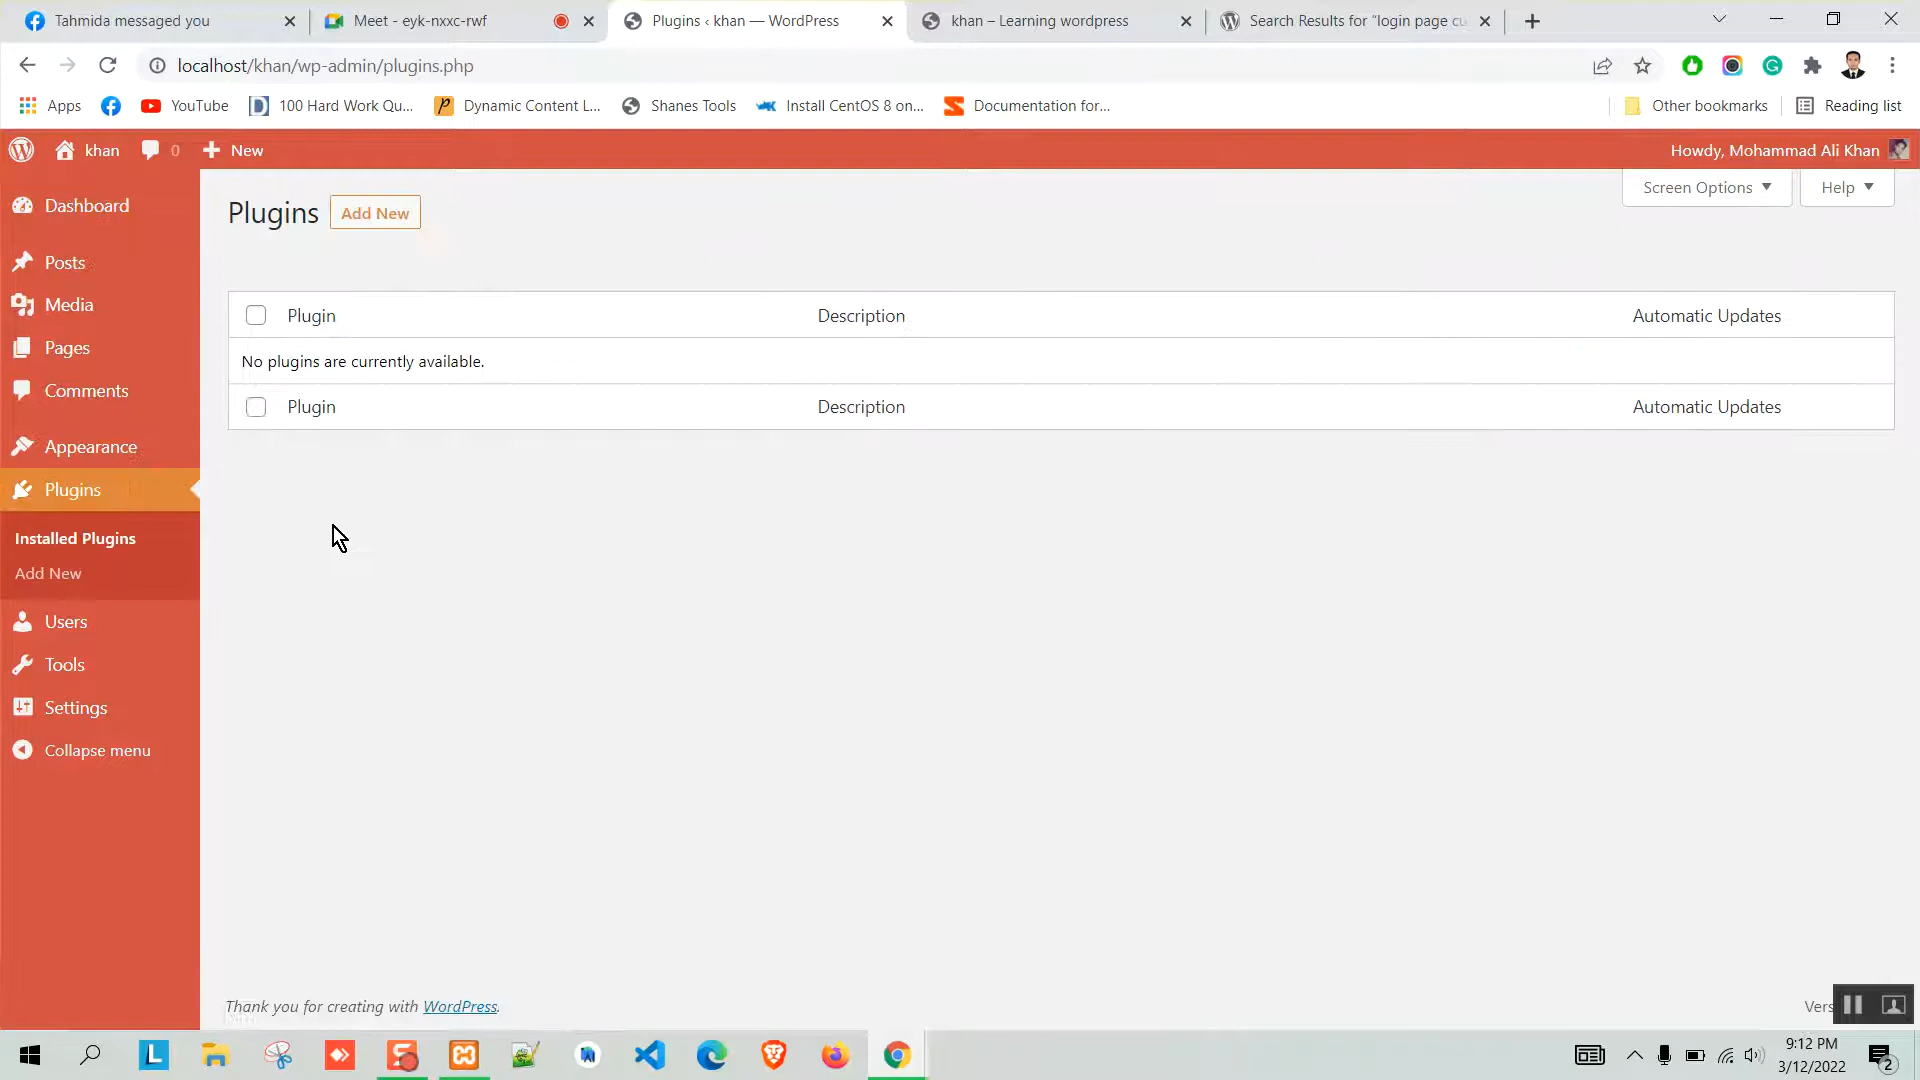 Tahmida messaged you
Meet - eyk-nxxc-rwf
Plugins ‹ khan — WordPress
khan – Learning wordpress
Search Results for "login page cu
localhost/khan/wp-admin/plugins.php
Apps
YouTube
100 Hard Work Qu...
Dynamic Content L...
Shanes Tools
Install CentOS 8 on...
Documentation for...
Other bookmarks
Reading list
khan
0
New
Howdy, Mohammad Ali Khan
Dashboard
Posts
Media
Pages
Comments
Appearance
Plugins
Installed Plugins
Add New
Users
Tools
Settings
Collapse menu
Screen Options
Help
Plugins
Add New
Plugin Description Automatic Updates
No plugins are currently available.
Plugin Description Automatic Updates
Thank you for creating with WordPress.
Vers
9:12 PM
3/12/2022
2